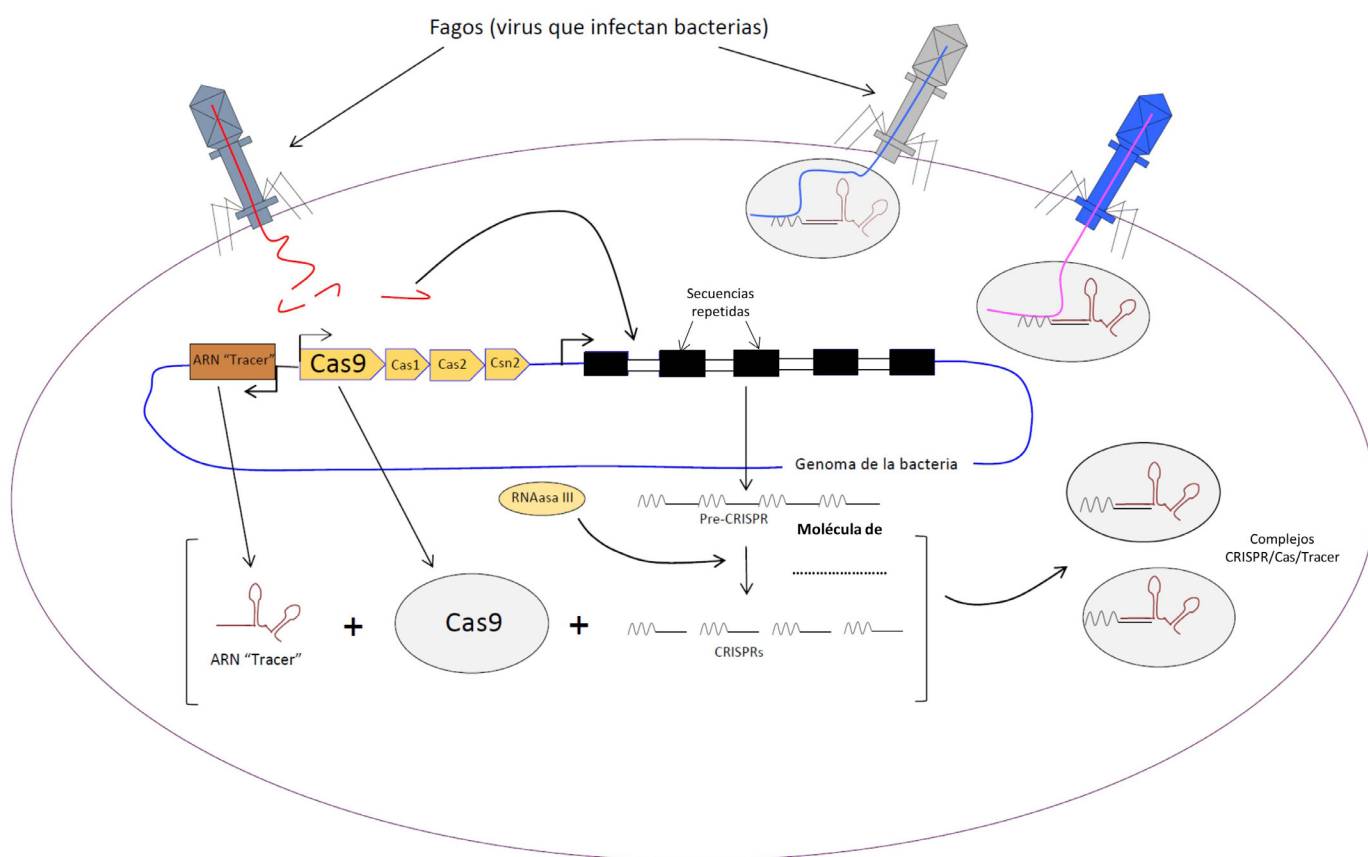 Fagos (virus que infectan bacterias)
Secuencias
repetidas
ARN “Tracer”
Cas9
Cas1
Cas2
Csn2
Genoma de la bacteria
RNAasa III
Pre-CRISPR
Molécula de
........................
Complejos
CRISPR/Cas/Tracer
+
Cas9
+
ARN “Tracer”
CRISPRs